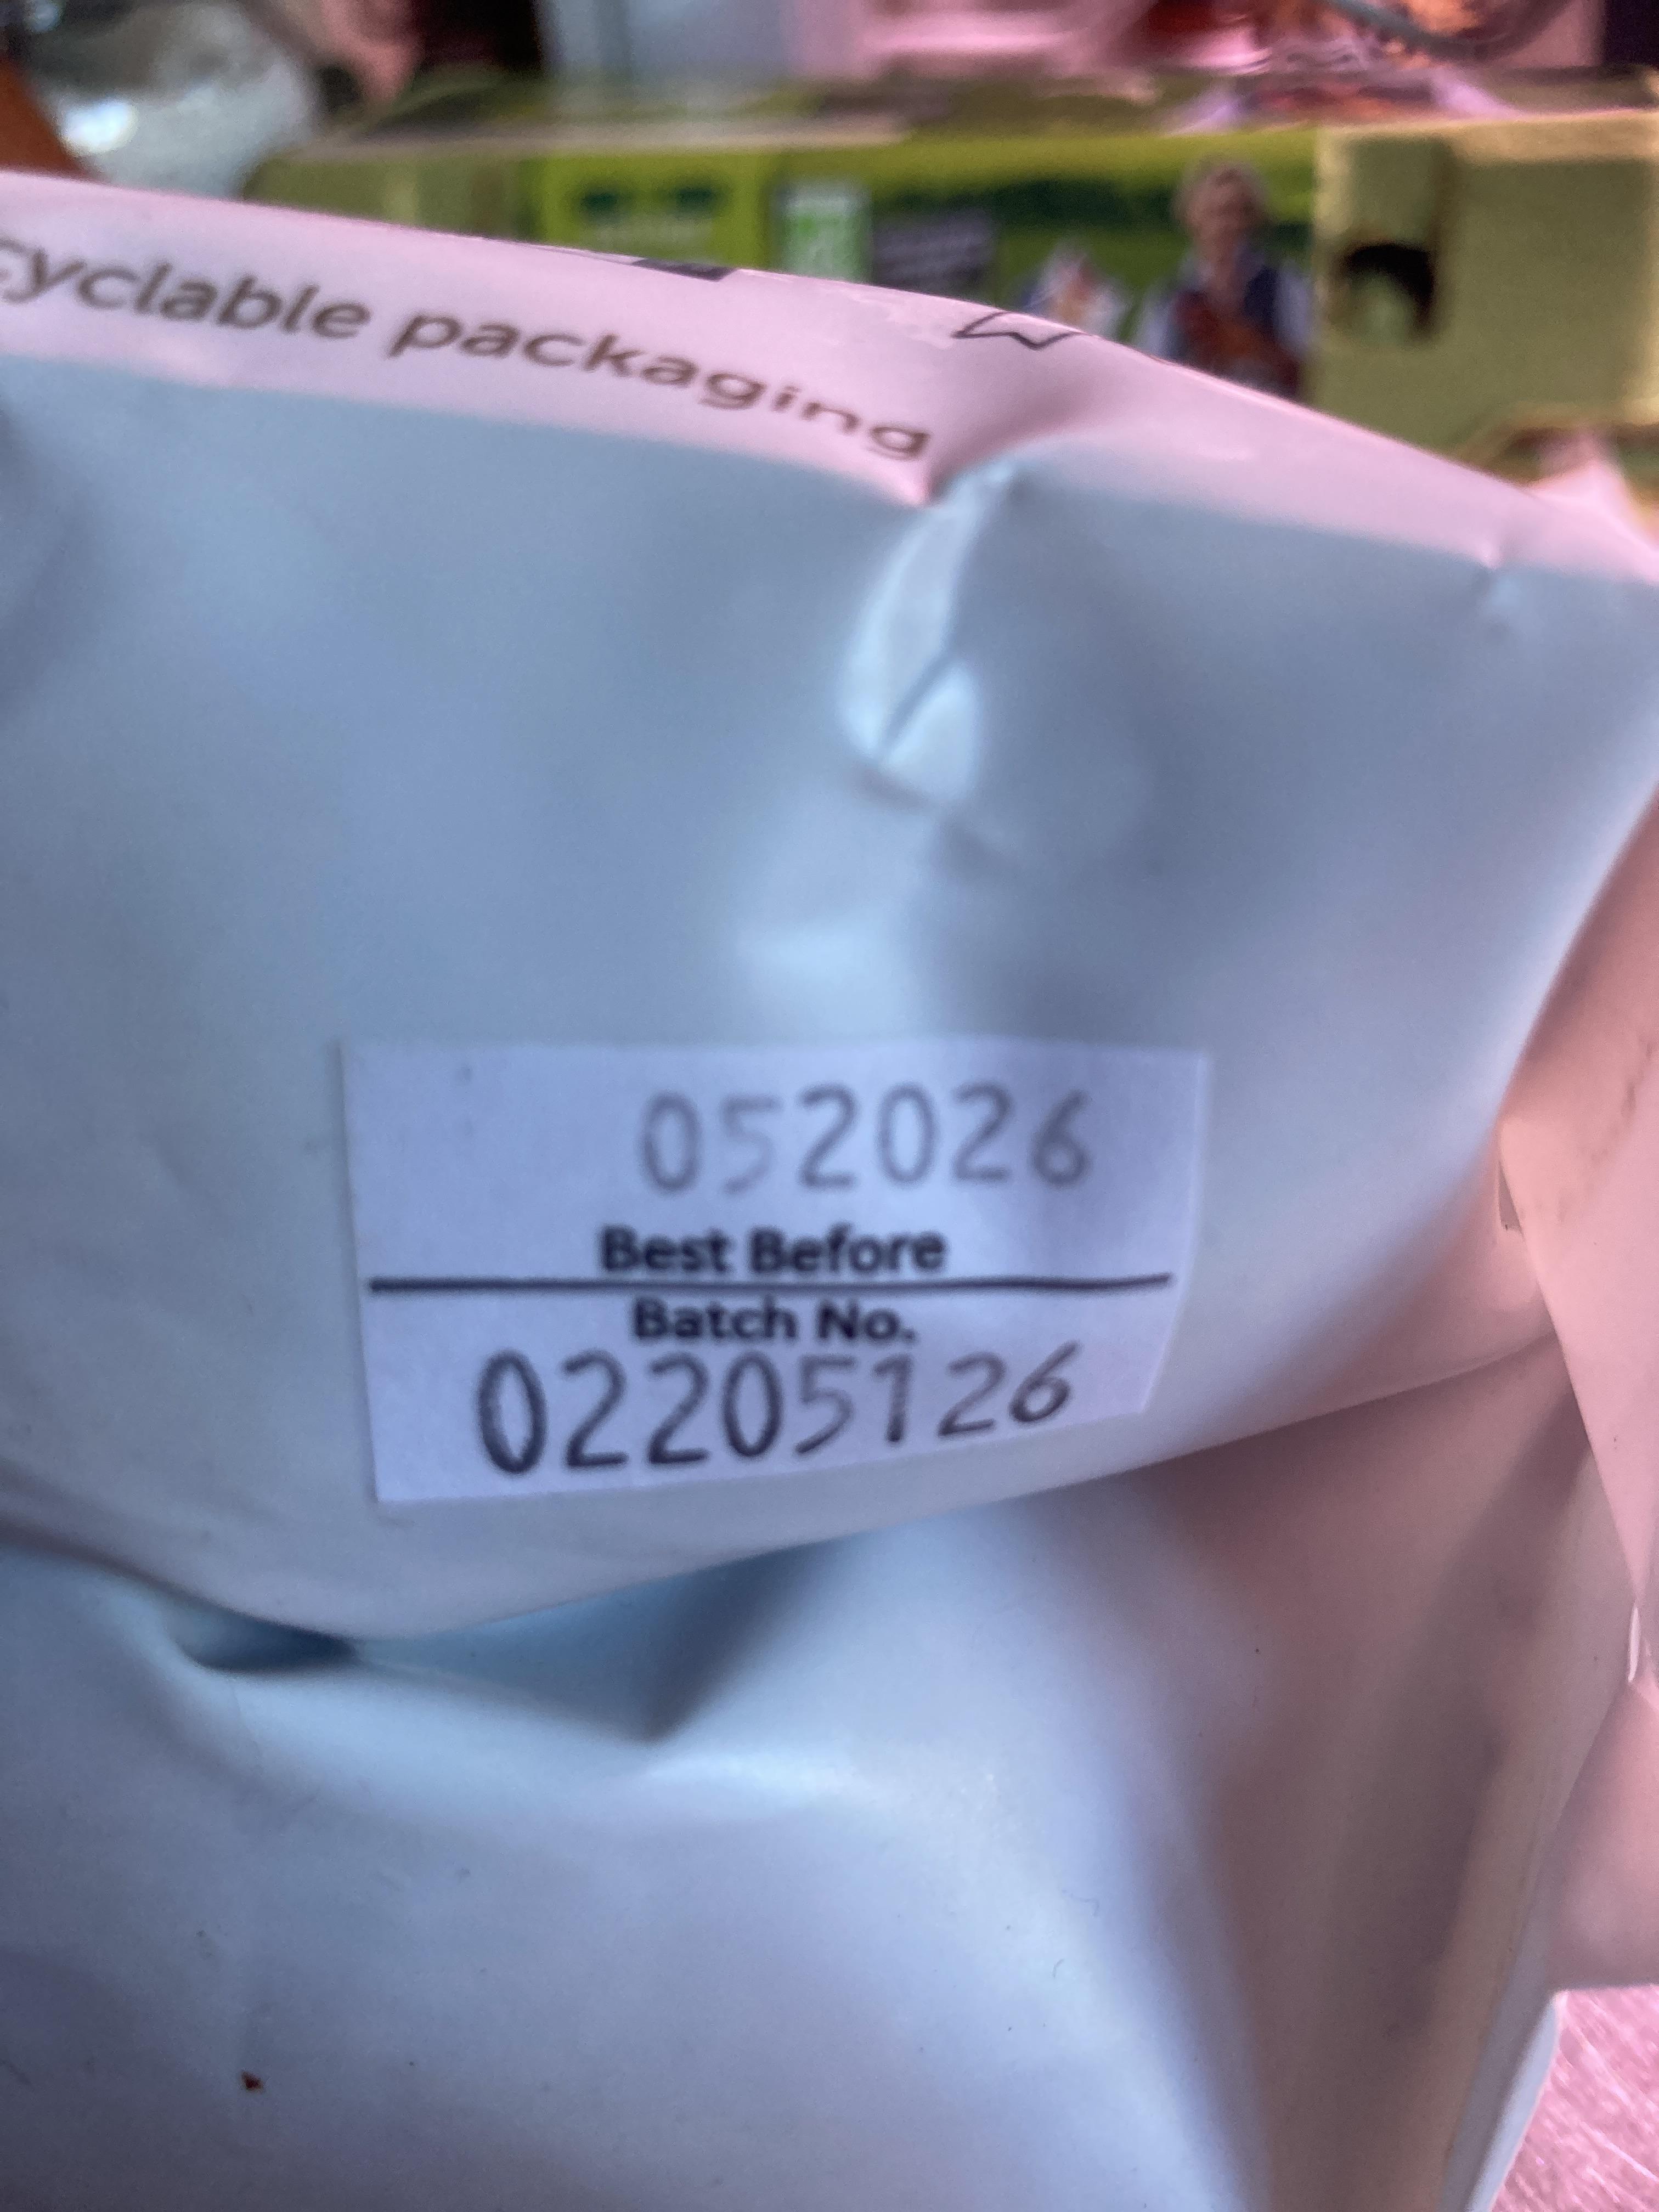 cyclable packaging
052026
Best Before
Batch No.
02205126